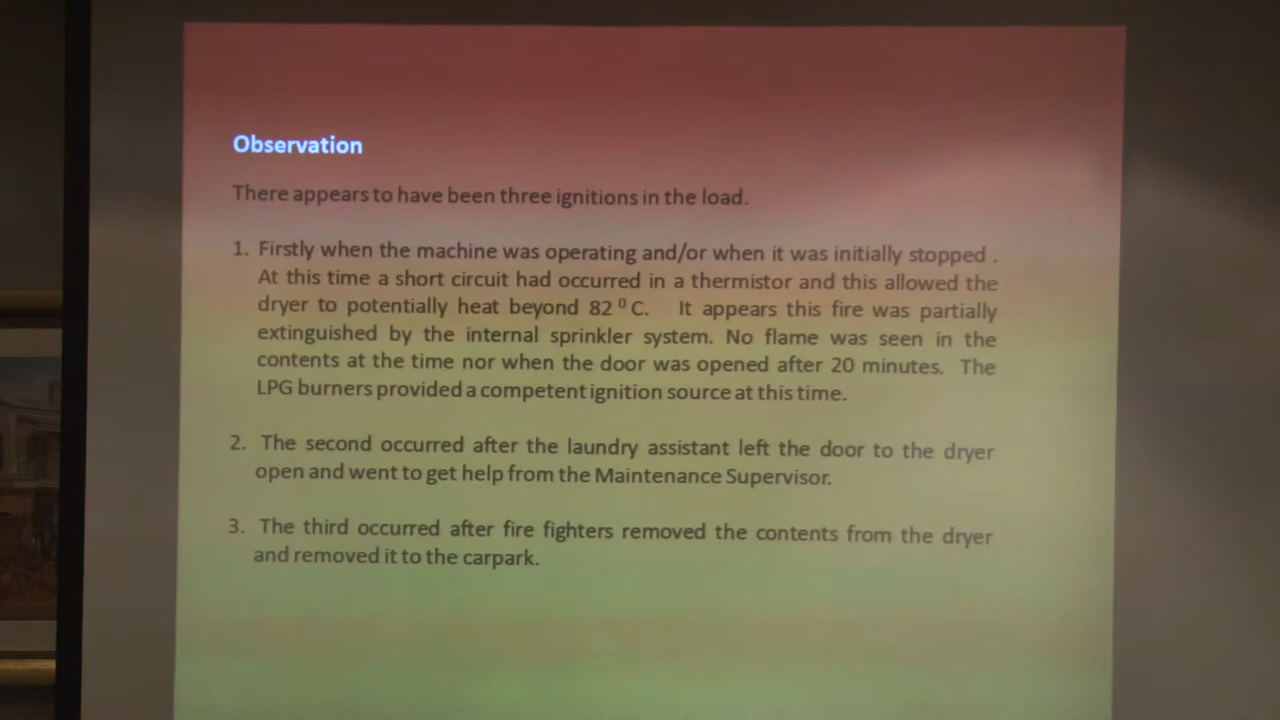 Observation
There appears to have been three ignitions in the load.
1. Firstly when the machine was operating and/or when it was initially stopped .
At this time a short circuit had occurred in a thermistor and this allowed the
dryer to potentially heat beyond 82 ⁰ C. It appears this fire was partially
extinguished by the internal sprinkler system. No flame was seen in the
contents at the time nor when the door was opened after 20 minutes. The
LPG burners provided a competent ignition source at this time.
2. The second occurred after the laundry assistant left the door to the dryer
open and went to get help from the Maintenance Supervisor.
3. The third occurred after fire fighters removed the contents from the dryer
and removed it to the carpark.